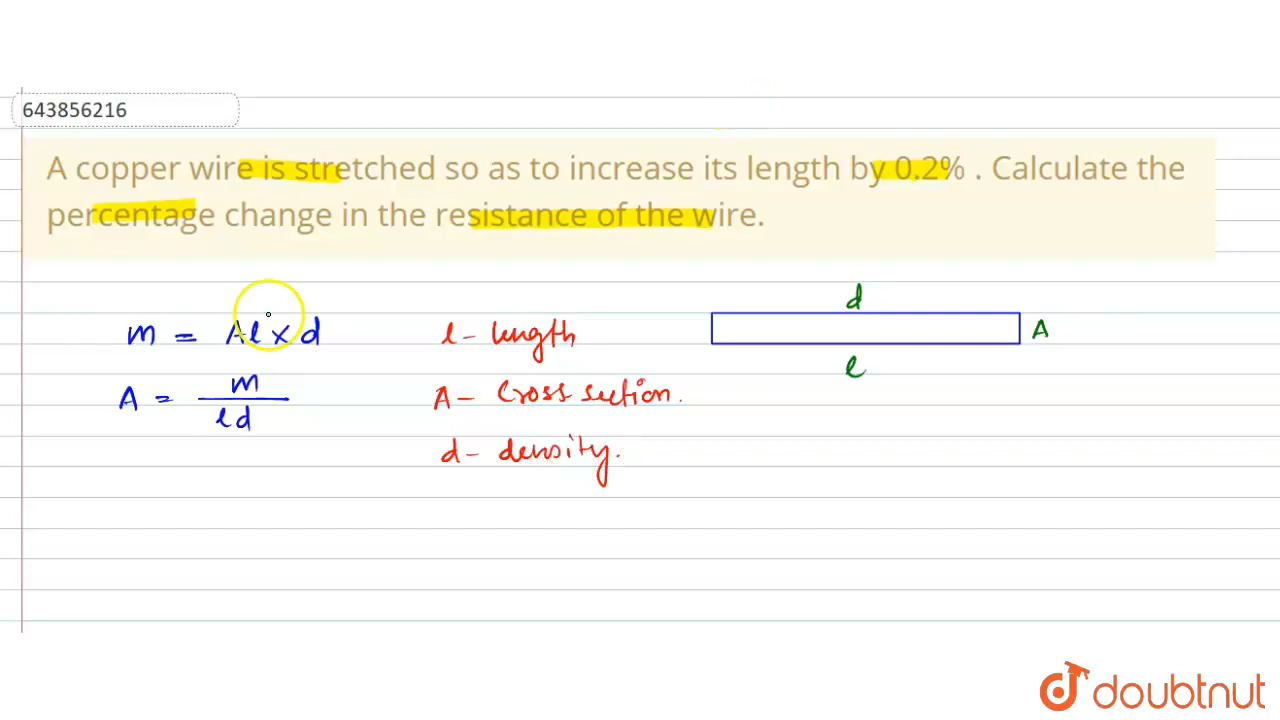 643856216
A copper wire is stretched so as to increase its length by 0.2% . Calculate the
percentage change in the resistance of the wire.
d
m = Al x d
l - length
A
A = m / ld
l
A - Cross section.
d - density.
doubtnut